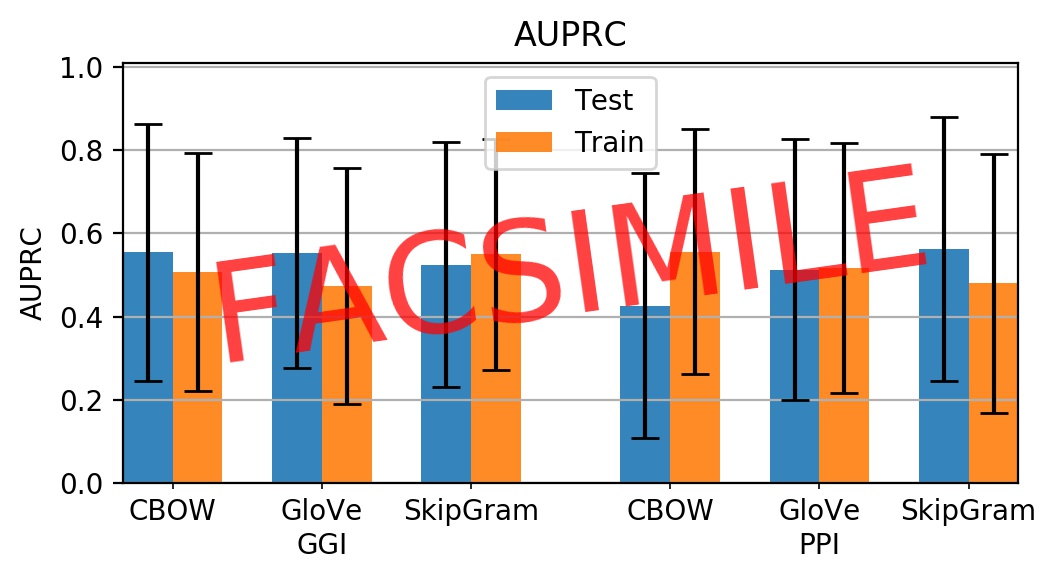 AUPRC
1.0
0.8
0.6
0.4
0.2
0.0
AUPRC
Test
Train
FACSIMILE
CBOW GloVe SkipGram CBOW GloVe SkipGram
GGI PPI